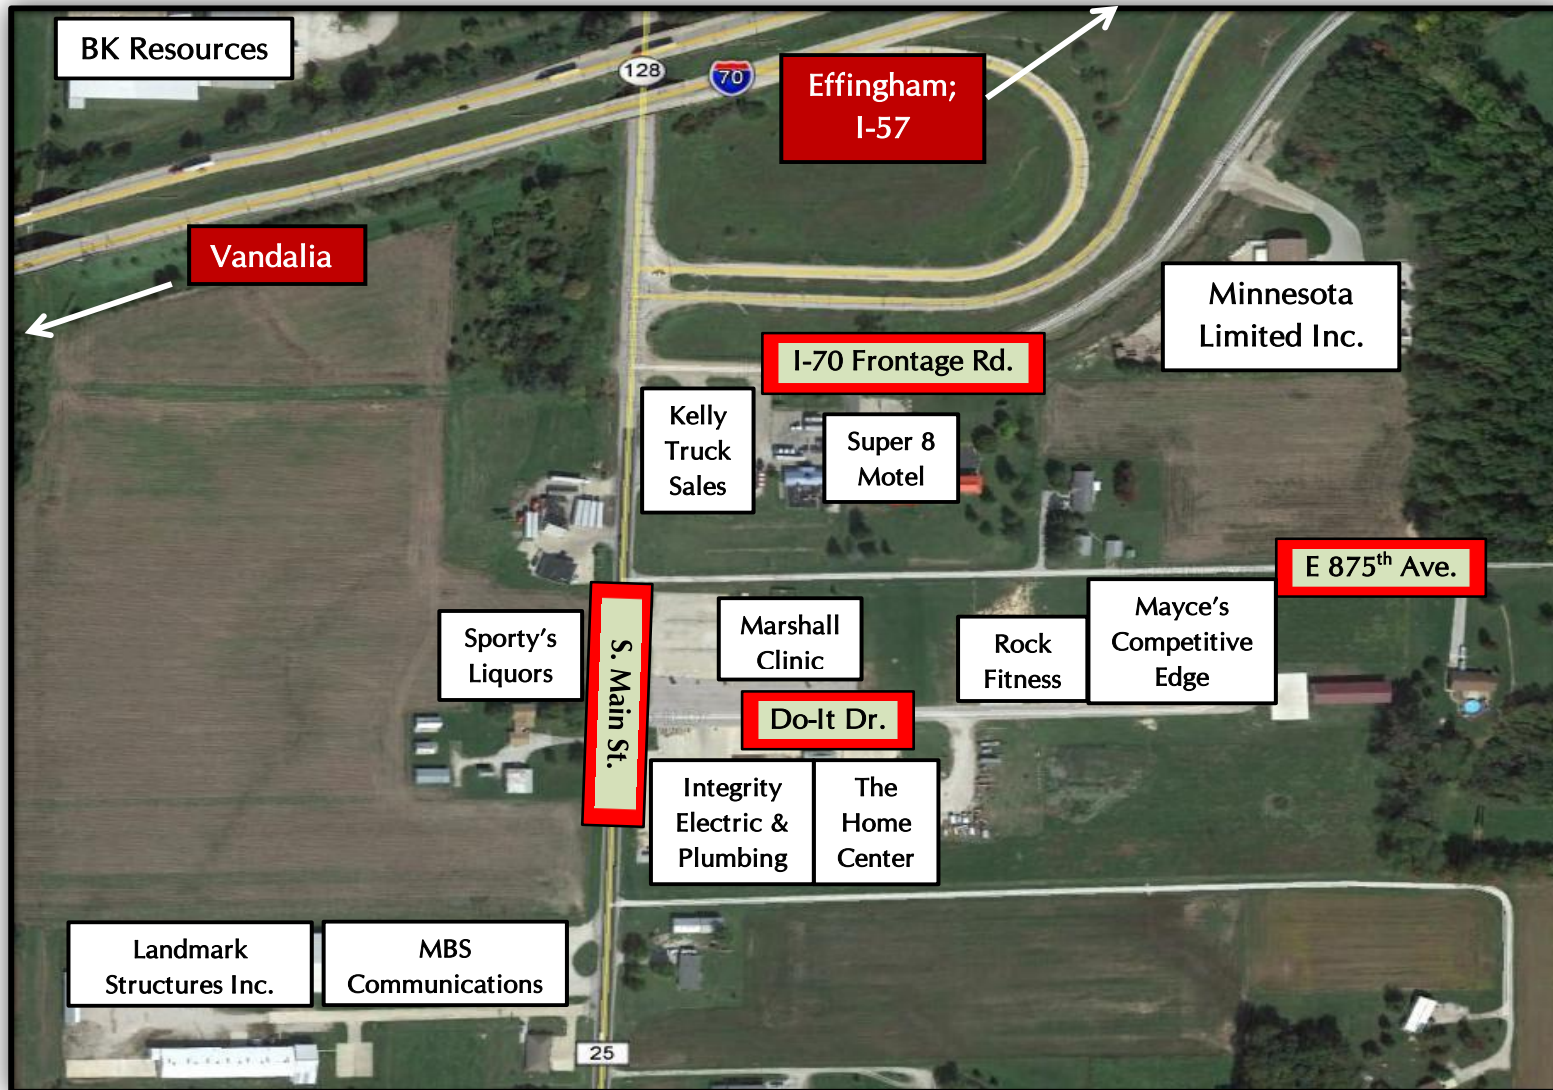 BK Resources
128
70
Effingham;
I-57
Vandalia
Minnesota
Limited Inc.
I-70 Frontage Rd.
Kelly
Truck
Sales
Super 8
Motel
E 875th Ave.
Sporty's
Liquors
S. Main St.
Marshall
Clinic
Rock
Fitness
Mayce's
Competitive
Edge
Do-It Dr.
Integrity
Electric &
Plumbing
The
Home
Center
Landmark
Structures Inc.
MBS
Communications
25